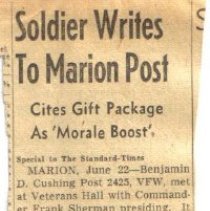 Soldier Writes
To Marion Post
Cites Gift Package
As 'Morale Boost'.
Special to The Standard-Times
MARION, June 22—Benjamin
D. Cushing Post 2425, VFW, met
at Veterans Hall with Command-
er Frank Sherman presiding. It